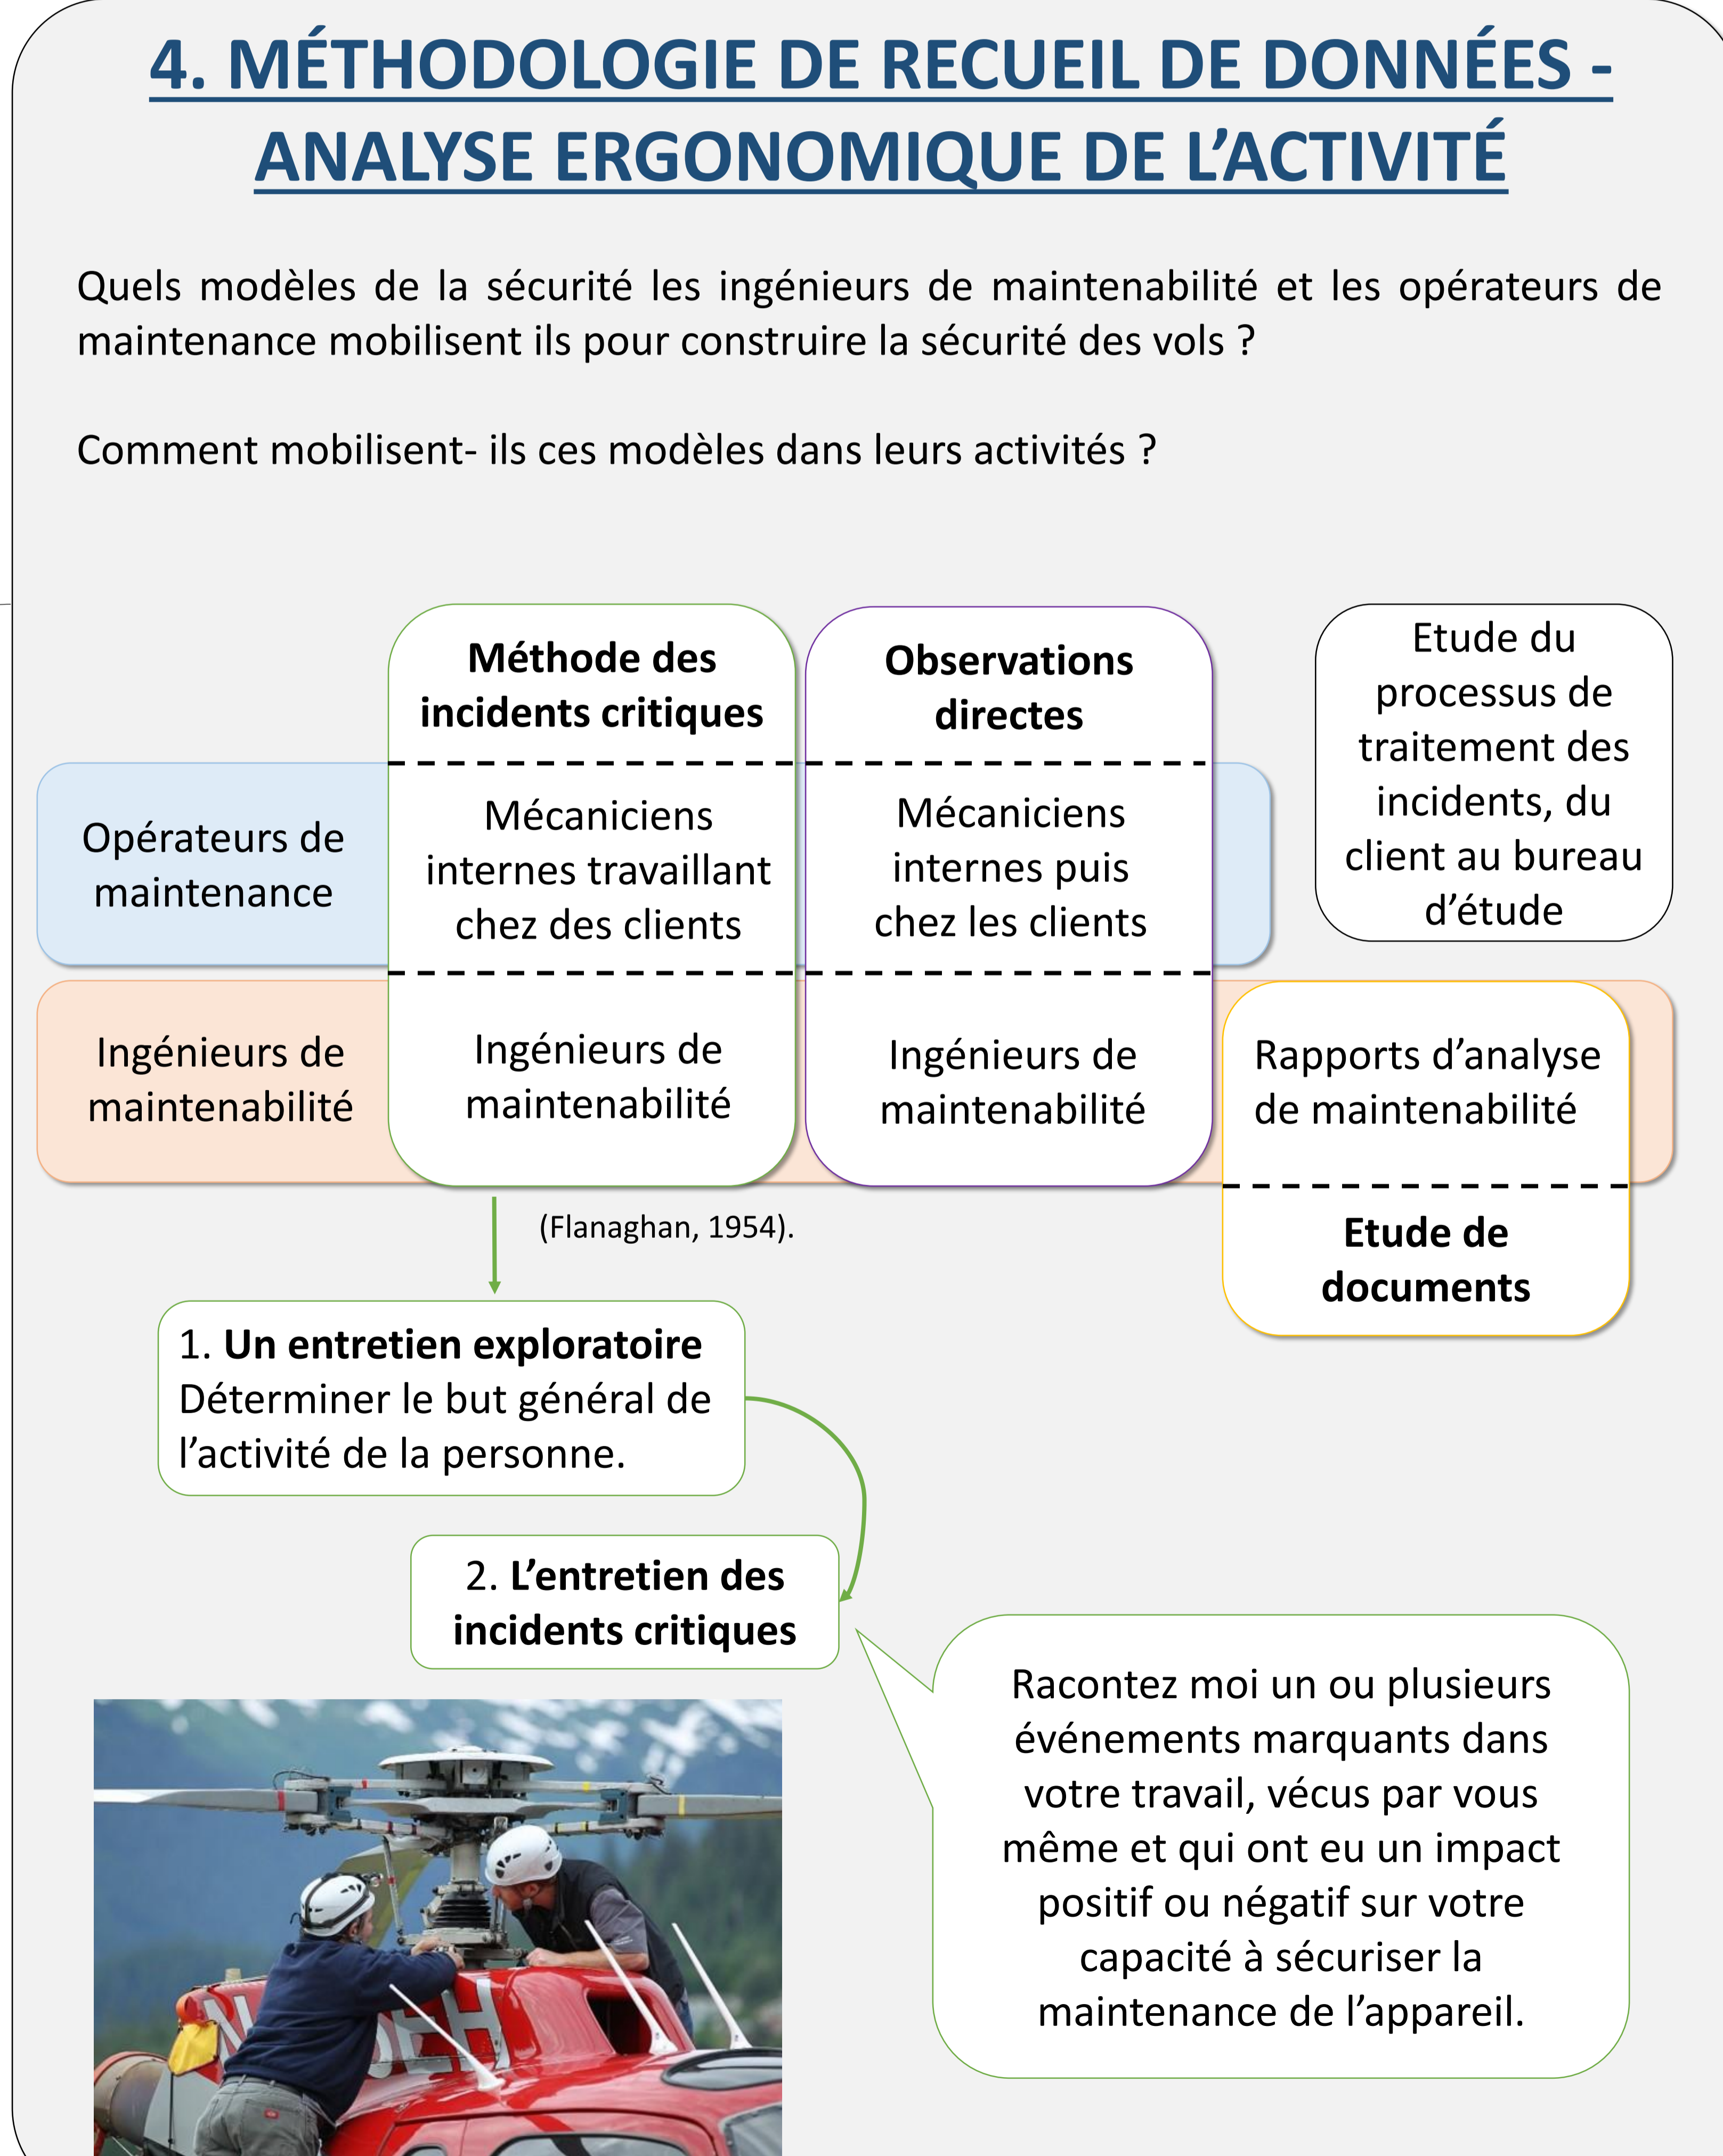 4. MÉTHODOLOGIE DE RECUEIL DE DONNÉES -
ANALYSE ERGONOMIQUE DE L’ACTIVITÉ
Quels modèles de la sécurité les ingénieurs de maintenabilité et les opérateurs de
maintenance mobilisent ils pour construire la sécurité des vols ?
Comment mobilisent- ils ces modèles dans leurs activités ?
Méthode des
incidents critiques
Observations
directes
Etude du
processus de
traitement des
incidents, du
client au bureau
d’étude
Opérateurs de
maintenance
Mécaniciens
internes travaillant
chez des clients
Mécaniciens
internes puis
chez les clients
Ingénieurs de
maintenabilité
Ingénieurs de
maintenabilité
Ingénieurs de
maintenabilité
Rapports d’analyse
de maintenabilité
Etude de
documents
(Flanaghan, 1954).
1. Un entretien exploratoire
Déterminer le but général de
l’activité de la personne.
2. L’entretien des
incidents critiques
Racontez moi un ou plusieurs
événements marquants dans
votre travail, vécus par vous
même et qui ont eu un impact
positif ou négatif sur votre
capacité à sécuriser la
maintenance de l’appareil.